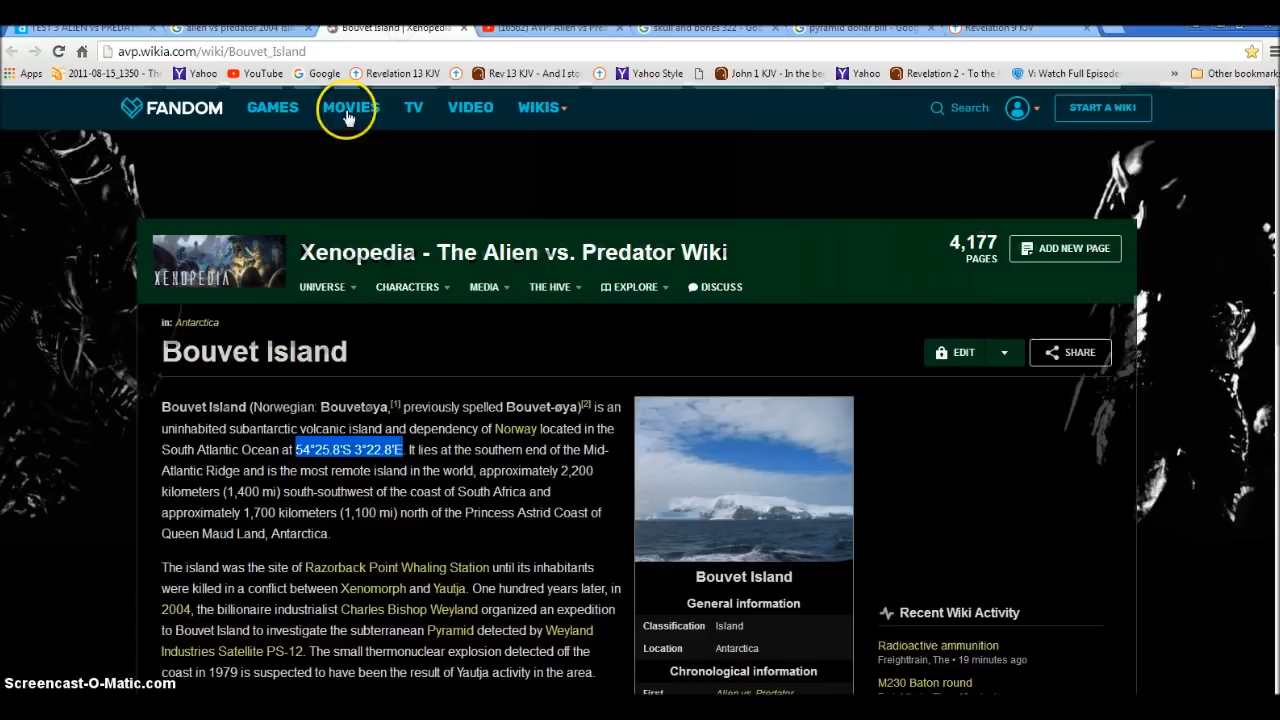 TEST 3 ALIEN vs PREDAT
alien vs predator 2004 isla
Bouvet Island | Xenopedia
(10562) AVP: Alien vs. Pred
skull and bones 322 - Goo
pyramid dollar bill - Goog
Revelation 9 KJV
avp.wikia.com/wiki/Bouvet_Island
Apps
2011-08-15_1350 - Th
Yahoo
YouTube
Google
Revelation 13 KJV
Rev 13 KJV - And I sto
Yahoo Style
John 1 KJV - In the be
Yahoo
Revelation 2 - To the
V: Watch Full Episode
»
Other bookmark
FANDOM
GAMES
MOVIES
TV
VIDEO
WIKIS
Search
START A WIKI
XENOPEDIA
Xenopedia - The Alien vs. Predator Wiki
4,177
PAGES
ADD NEW PAGE
UNIVERSE
CHARACTERS
MEDIA
THE HIVE
EXPLORE
DISCUSS
in: Antarctica
Bouvet Island
EDIT
SHARE
Bouvet Island (Norwegian: Bouvetøya,[1] previously spelled Bouvet-øya)[2] is an
uninhabited subantarctic volcanic island and dependency of Norway located in the
South Atlantic Ocean at 54°25.8′S 3°22.8′E. It lies at the southern end of the Mid-
Atlantic Ridge and is the most remote island in the world, approximately 2,200
kilometers (1,400 mi) south-southwest of the coast of South Africa and
approximately 1,700 kilometers (1,100 mi) north of the Princess Astrid Coast of
Queen Maud Land, Antarctica.
The island was the site of Razorback Point Whaling Station until its inhabitants
were killed in a conflict between Xenomorph and Yautja. One hundred years later, in
2004, the billionaire industrialist Charles Bishop Weyland organized an expedition
to Bouvet Island to investigate the subterranean Pyramid detected by Weyland
Industries Satellite PS-12. The small thermonuclear explosion detected off the
coast in 1979 is suspected to have been the result of Yautja activity in the area.
Bouvet Island
General information
Classification Island
Location Antarctica
Chronological information
First Alien vs. Predator
Recent Wiki Activity
Radioactive ammunition
Freighttrain, The • 19 minutes ago
M230 Baton round
Screencast-O-Matic.com